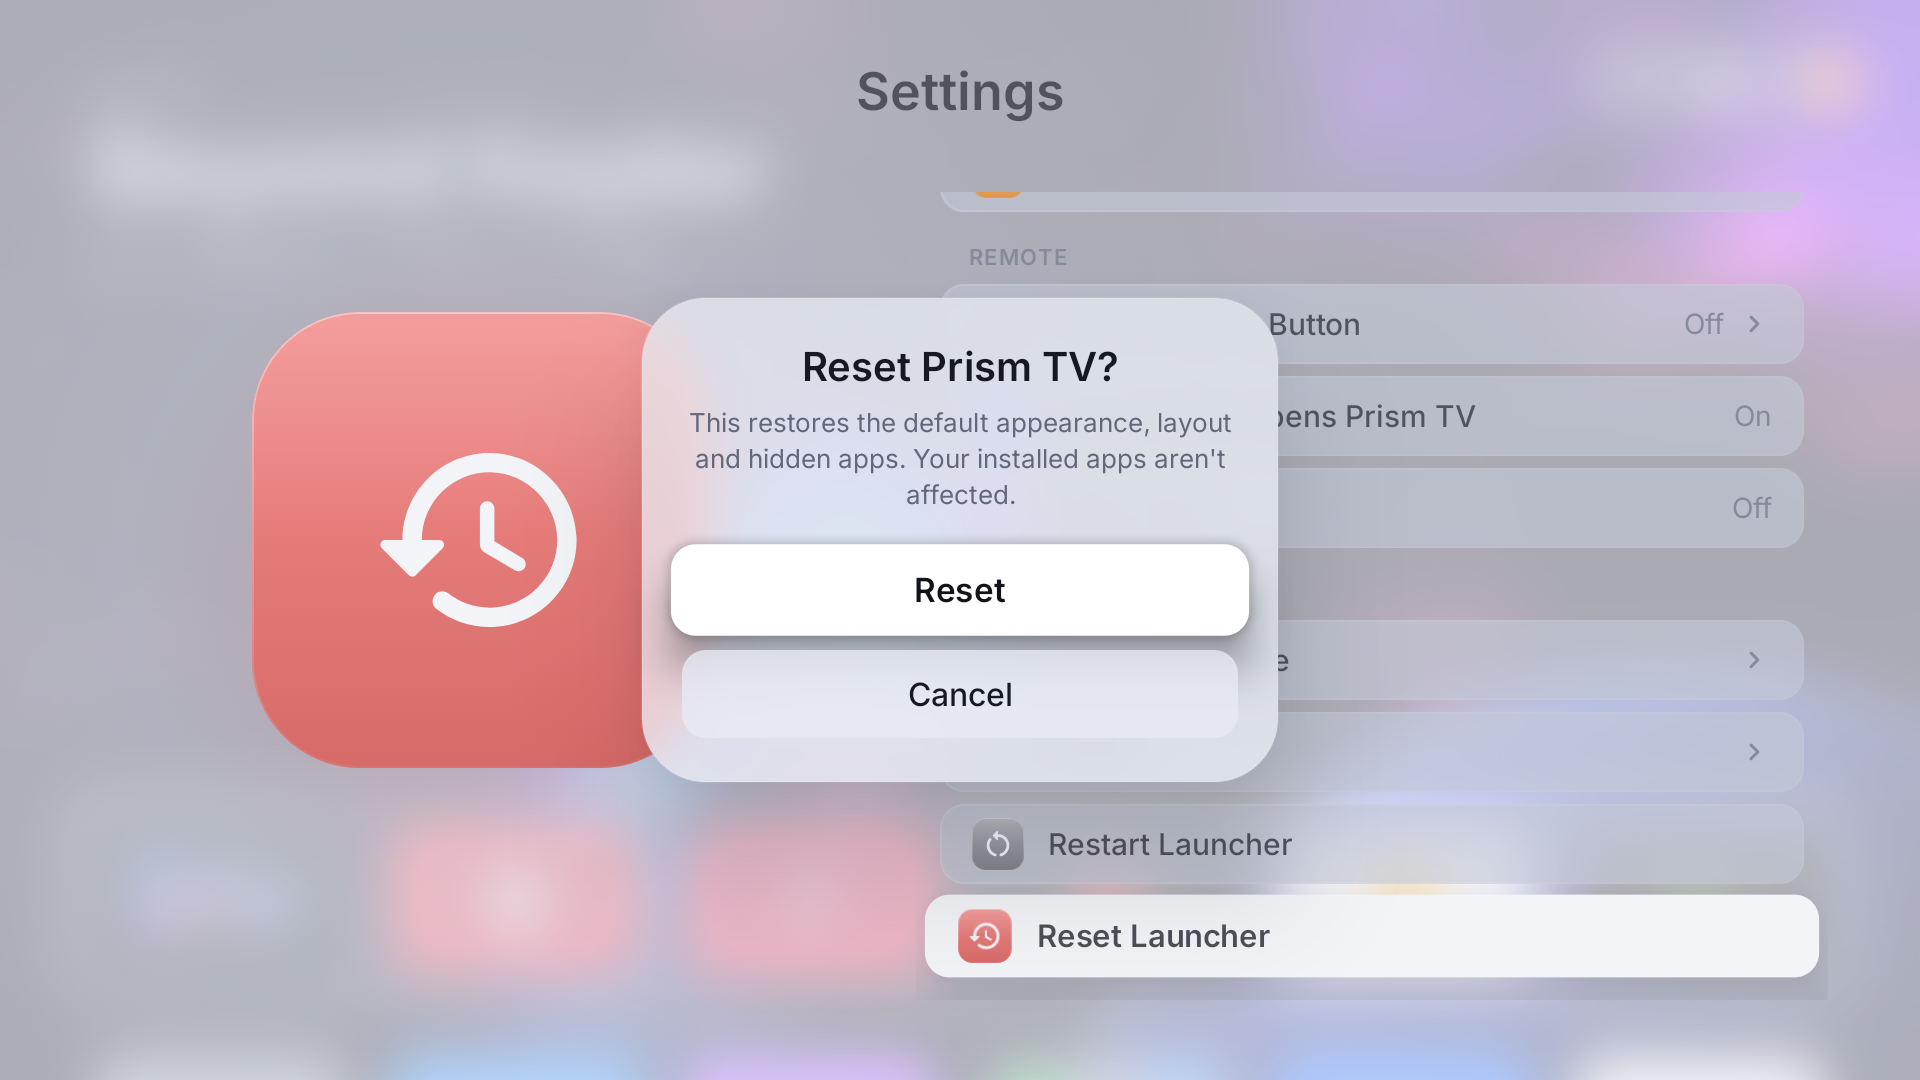 Settings
REMOTE
Button
Off
pens Prism TV
On
Off
e
Reset Prism TV?
This restores the default appearance, layout
and hidden apps. Your installed apps aren't
affected.
Reset
Cancel
Restart Launcher
Reset Launcher